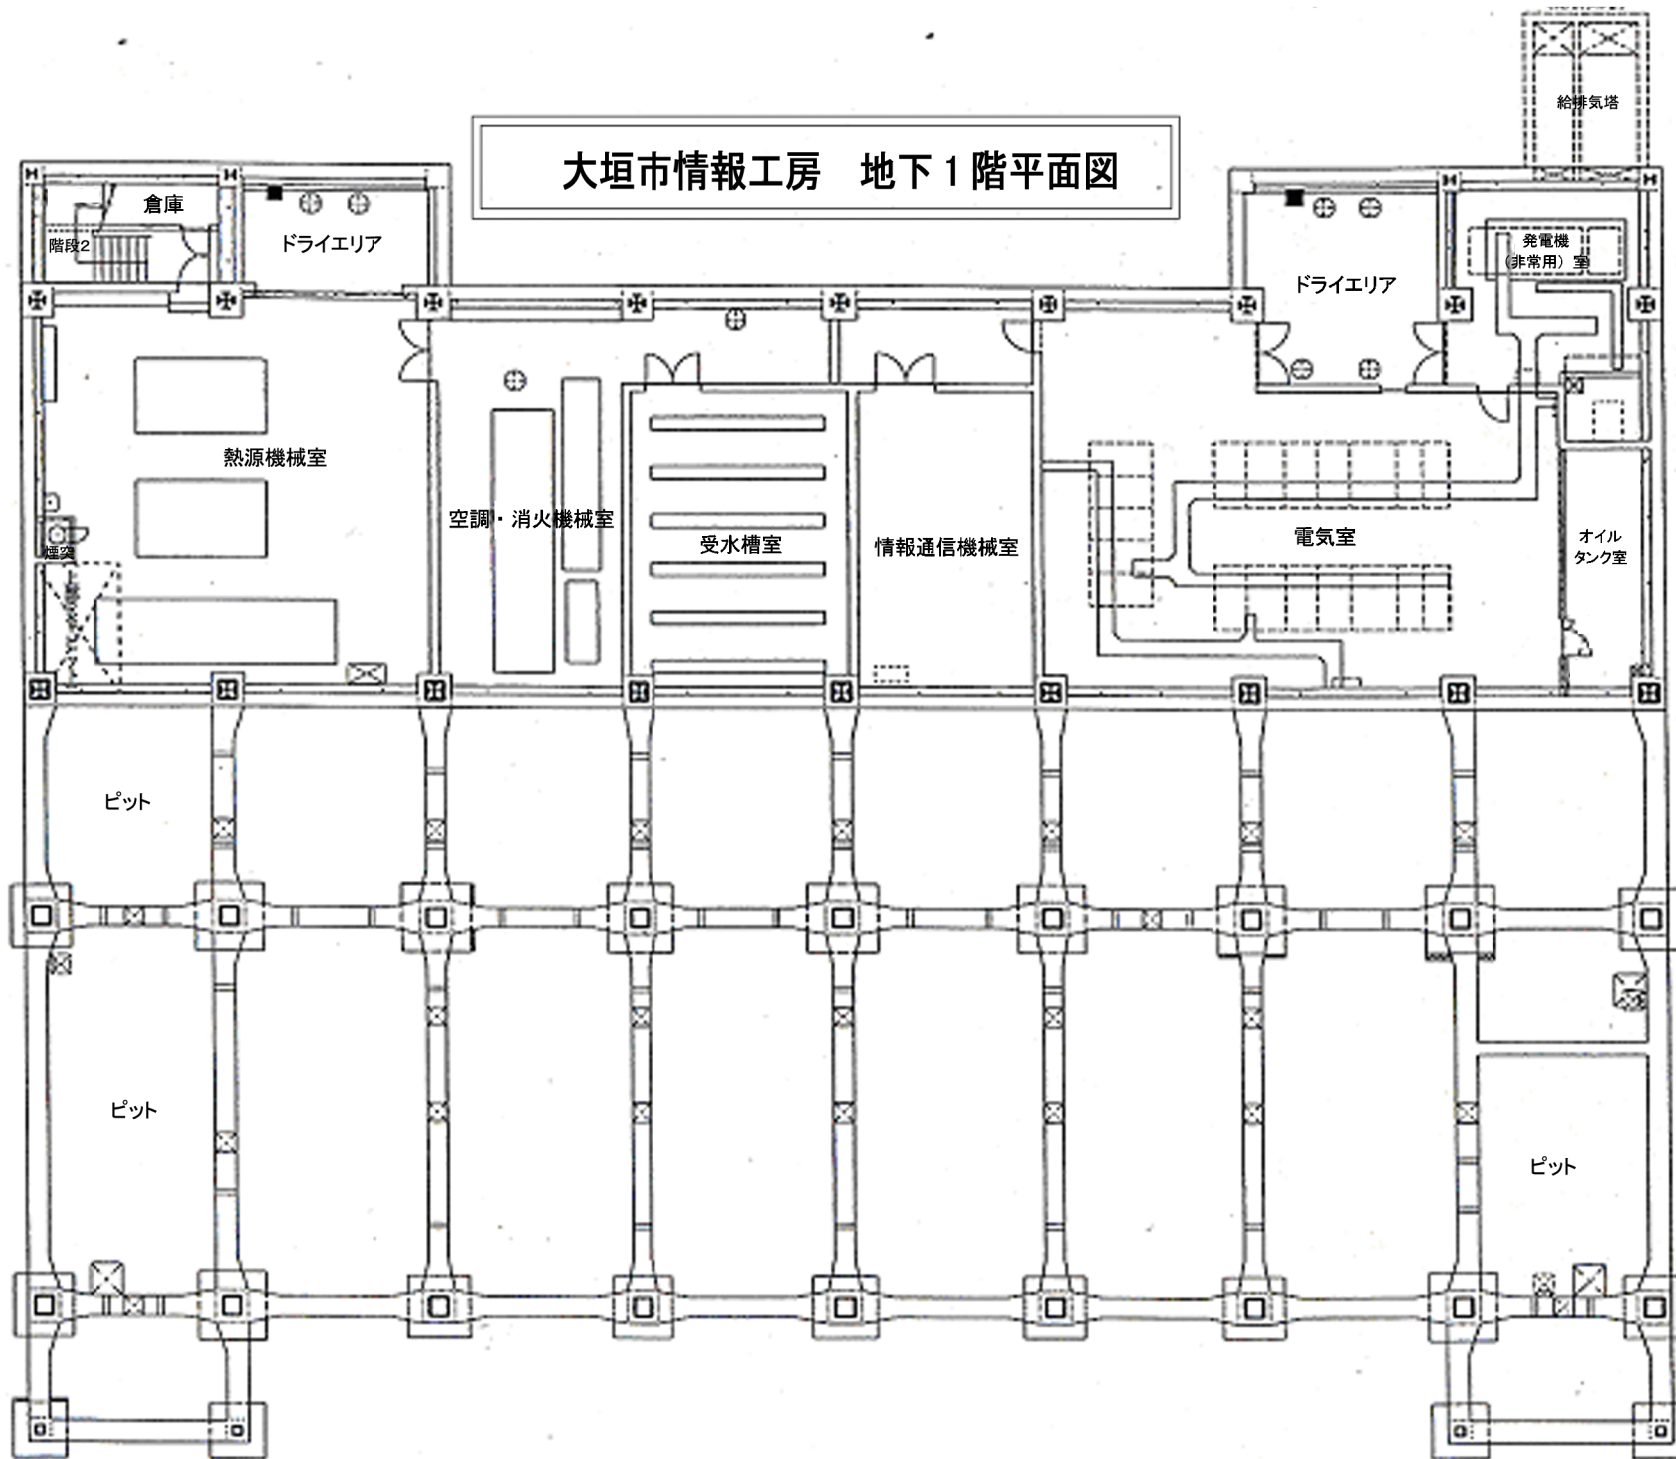 給排気塔
大垣市情報工房　地下１階平面図
倉庫
階段2
ドライエリア
発電機
（非常用）室
ドライエリア
熱源機械室
空調・消火機械室
受水槽室
情報通信機械室
電気室
オイル
タンク室
煙突
ピット
ピット
ピット